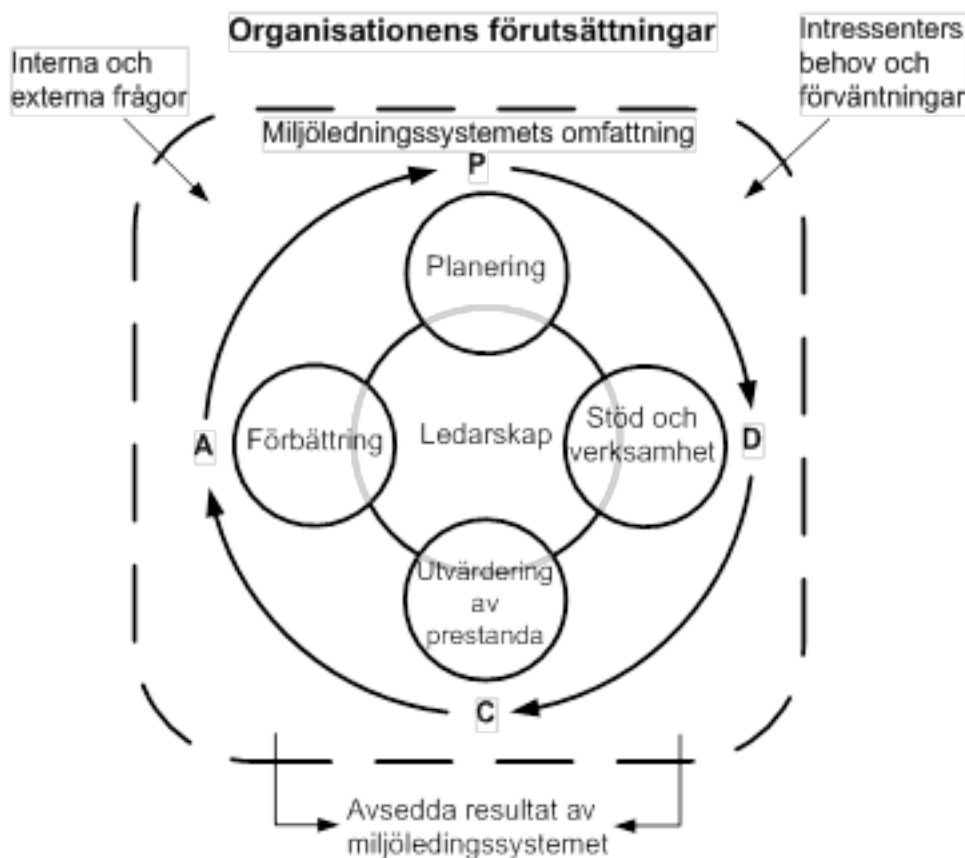 Organisationens förutsättningar
Interna och
externa frågor
Intressenters
behov och
förväntningar
Miljöledningssystemets omfattning
P
Planering
A
Förbättring
Ledarskap
Stöd och
verksamhet
D
Utvärdering
av
prestanda
C
Avsedda resultat av
miljöledingssystemet